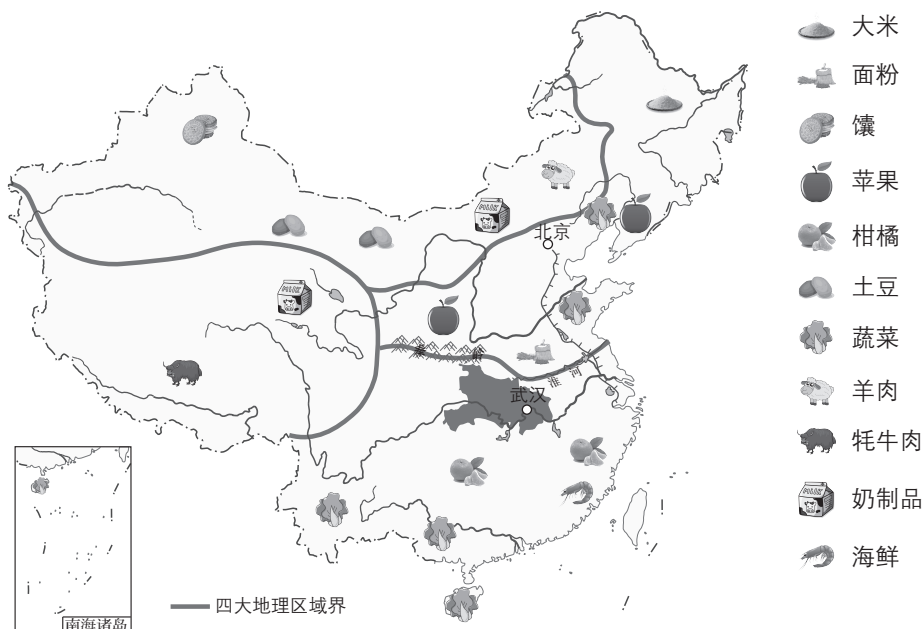 大米
面粉
馕
苹果
柑橘
土豆
蔬菜
羊肉
牦牛肉
奶制品
海鲜
北京
秦岭
淮河
武汉
四大地理区域界
南海诸岛